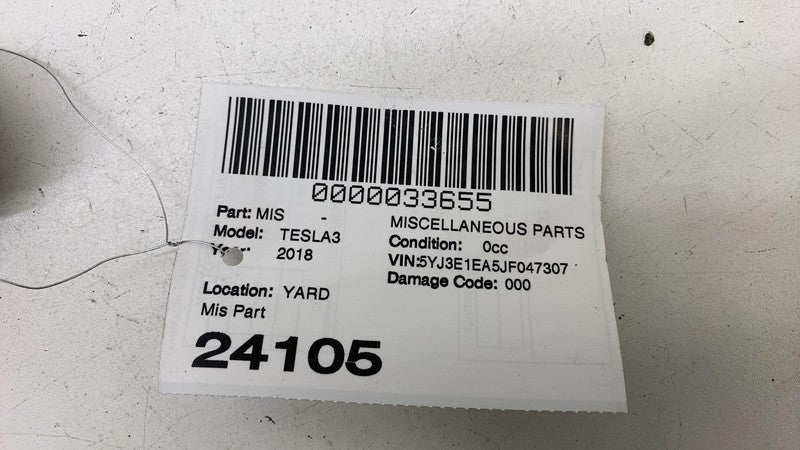 0000033655
Part: MIS - MISCELLANEOUS PARTS
Model: TESLA3 Condition: 0cc
Year: 2018 VIN:5YJ3E1EA5JF047307
Damage Code: 000
Location: YARD
Mis Part
24105